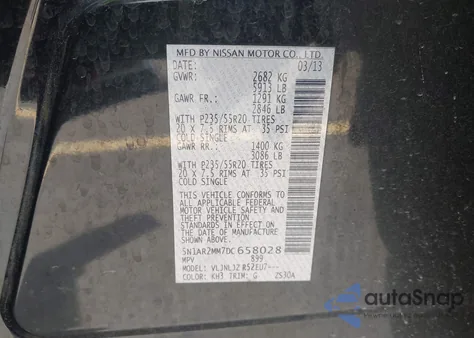 MFD BY NISSAN MOTOR CO., LTD.
DATE: 03/13
GVWR: 2682 KG
5913 LB
GAWR FR.: 1291 KG
2846 LB
WITH P235/55R20 TIRES
20 X 7.5 RIMS AT 35 PSI
COLD SINGLE
GAWR RR.: 1400 KG
3086 LB
WITH P235/55R20 TIRES
20 X 7.5 RIMS AT 35 PSI
COLD SINGLE
THIS VEHICLE CONFORMS TO
ALL APPLICABLE FEDERAL
MOTOR VEHICLE SAFETY AND
THEFT PREVENTION
STANDARDS IN EFFECT ON THE
DATE OF MANUFACTURE
SHOWN ABOVE.
5N1AR2MM7DC658028
MPV 899
MODEL:
COLOR: KH3 TRIM: G 2530A
autoSnap